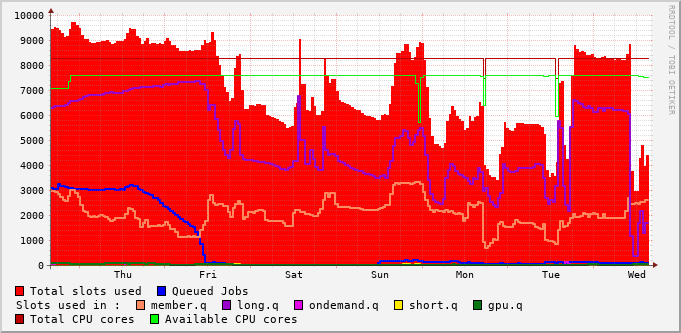 10000
9000
8000
7000
6000
5000
4000
3000
2000
1000
0
Thu Fri Sat Sun Mon Tue Wed
RRDTOOL / TOBI OETIKER
Total slots used Queued Jobs
Slots used in : member.q long.q ondemand.q short.q gpu.q
Total CPU cores Available CPU cores